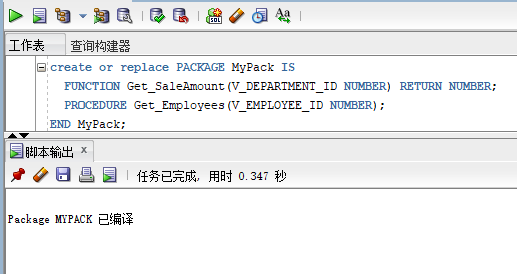 SQL
Aa
工作表 查询构建器
create or replace PACKAGE MyPack IS
FUNCTION Get_SaleAmount(V_DEPARTMENT_ID NUMBER) RETURN NUMBER;
PROCEDURE Get_Employees(V_EMPLOYEE_ID NUMBER);
END MyPack;
脚本输出 x
任务已完成, 用时 0.347 秒
Package MYPACK 已编译